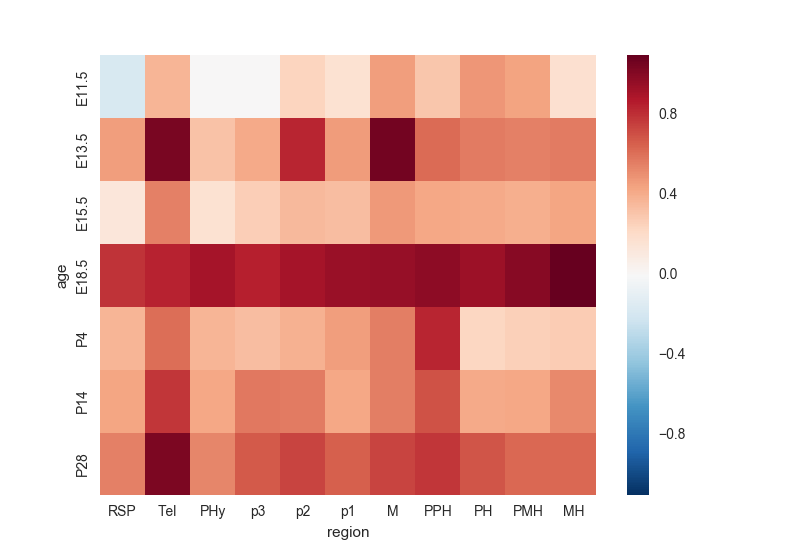 E11.5
E13.5
E15.5
E18.5
P4
P14
P28
age
RSP Tel PHy p3 p2 p1 M PPH PH PMH MH
region
0.8
0.4
0.0
−0.4
−0.8